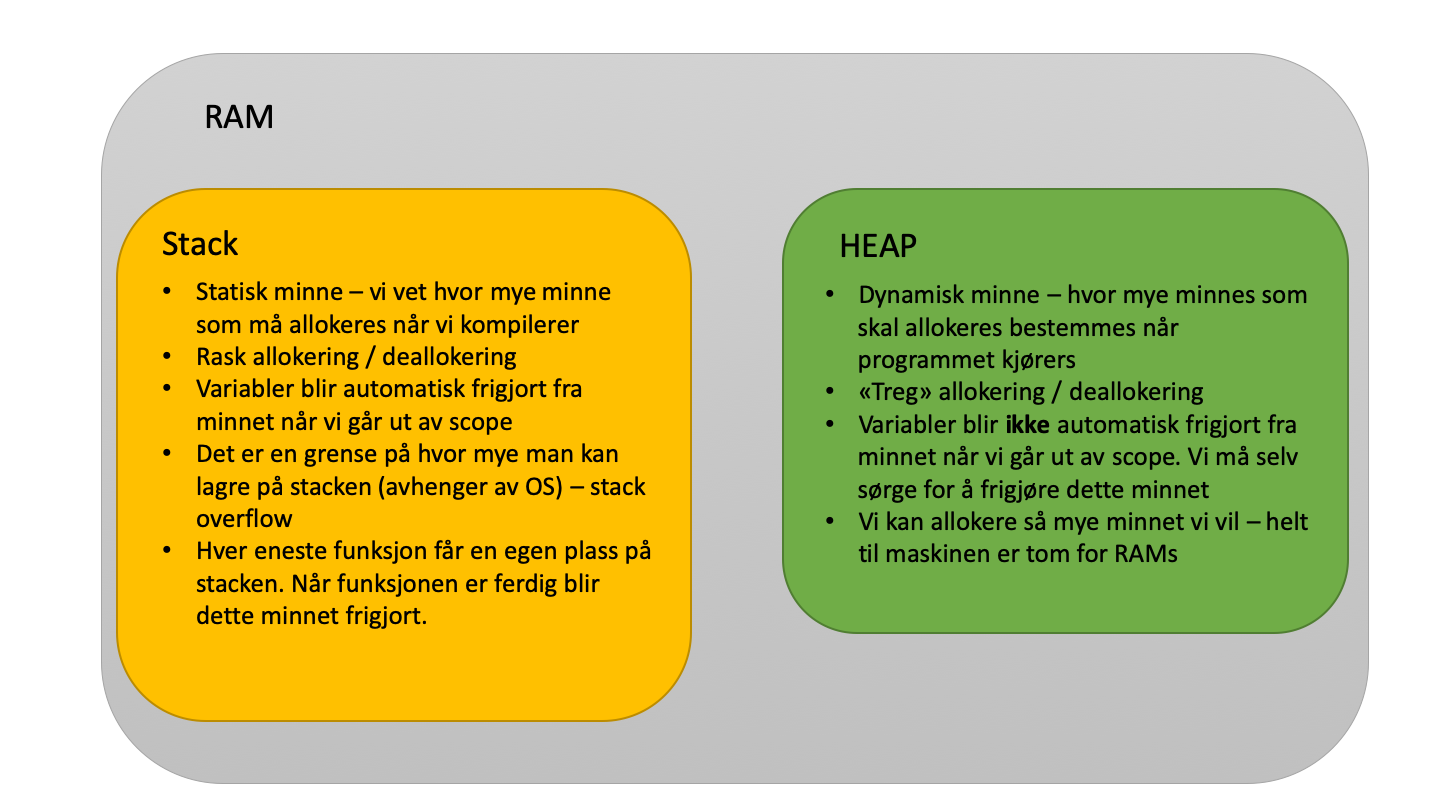 RAM
Stack
• Statisk minne – vi vet hvor mye minne
som må allokeres når vi kompilerer
• Rask allokering / deallokering
• Variabler blir automatisk frigjort fra
minnet når vi går ut av scope
• Det er en grense på hvor mye man kan
lagre på stacken (avhenger av OS) – stack
overflow
• Hver eneste funksjon får en egen plass på
stacken. Når funksjonen er ferdig blir
dette minnet frigjort.
HEAP
• Dynamisk minne – hvor mye minnes som
skal allokeres bestemmes når
programmet kjørers
• «Treg» allokering / deallokering
• Variabler blir ikke automatisk frigjort fra
minnet når vi går ut av scope. Vi må selv
sørge for å frigjøre dette minnet
• Vi kan allokere så mye minnet vi vil – helt
til maskinen er tom for RAMs